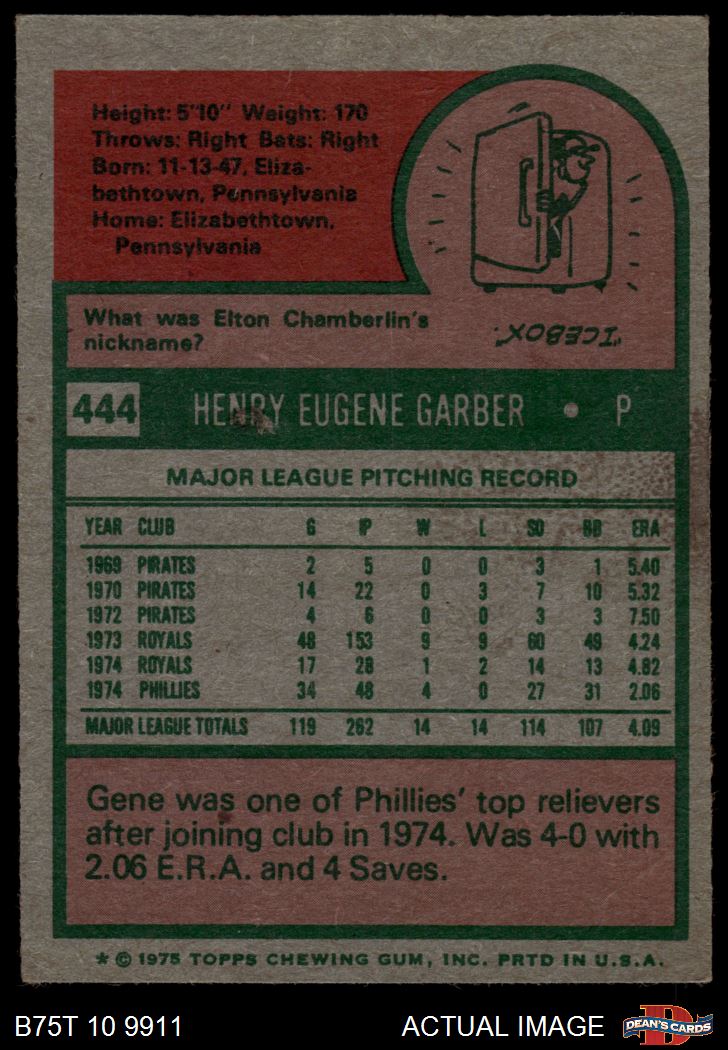 Height: 5"10" Weight: 170
Throws: Right Bats: Right
Born: 11-13-47, Eliza-
bethtown, Pennsylvania
Home: Elizabethtown,
Pennsylvania
What was Elton Chamberlin's
nickname?
"ICEBOX".
444 HENRY EUGENE GARBER • P
MAJOR LEAGUE PITCHING RECORD
YEAR CLUB G IP W L SO BB ERA
1969 PIRATES 2 5 0 0 3 1 5.40
1970 PIRATES 14 22 0 3 7 10 5.32
1972 PIRATES 4 6 0 0 3 3 7.50
1973 ROYALS 48 153 9 9 60 49 4.24
1974 ROYALS 17 28 1 2 14 13 4.82
1974 PHILLIES 34 48 4 0 27 31 2.06
MAJOR LEAGUE TOTALS 119 262 14 14 114 107 4.09
Gene was one of Phillies' top relievers
after joining club in 1974. Was 4-0 with
2.06 E.R.A. and 4 Saves.
* © 1975 TOPPS CHEWING GUM, INC. PRTD IN U.S.A.
B75T 10 9911 ACTUAL IMAGE D DEAN'S CARDS